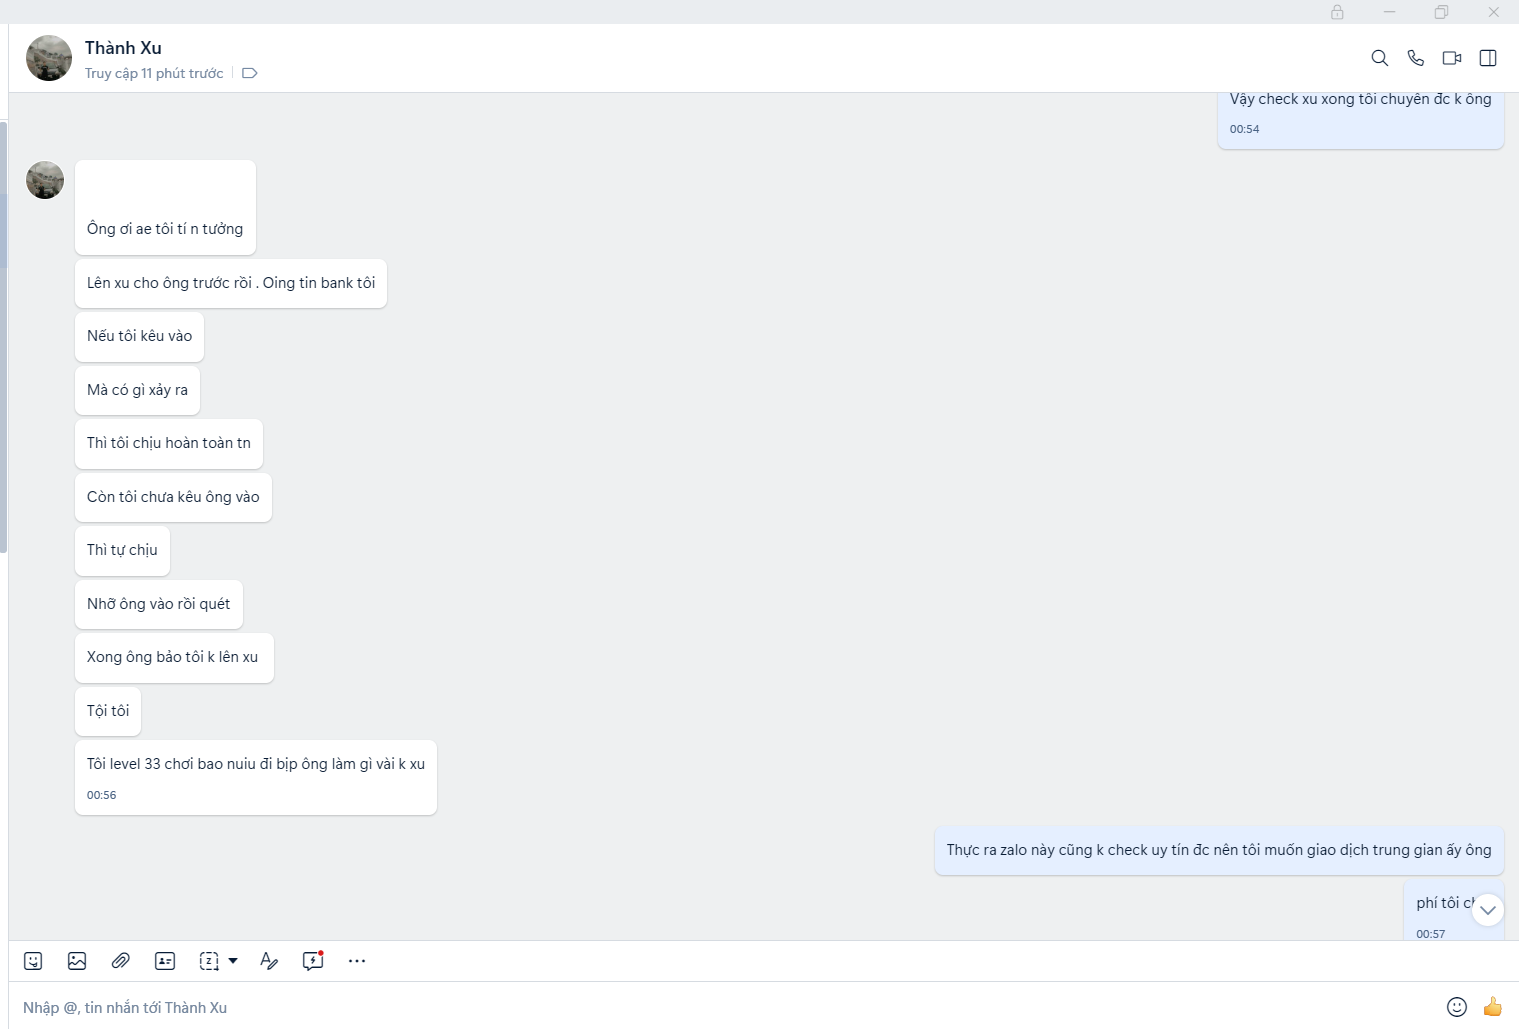 Thành Xu
Truy cập 11 phút trước
Vậy check xu xong tôi chuyên đc k ông
00:54
Ông ơi ae tôi tí n tưởng
Lên xu cho ông trước rồi . Oing tin bank tôi
Nếu tôi kêu vào
Mà có gì xảy ra
Thì tôi chịu hoàn toàn tn
Còn tôi chưa kêu ông vào
Thì tự chịu
Nhỡ ông vào rồi quét
Xong ông bảo tôi k lên xu
Tội tôi
Tôi level 33 chơi bao nuiu đi bịp ông làm gì vài k xu
00:56
Thực ra zalo này cũng k check uy tín đc nên tôi muốn giao dịch trung gian ấy ông
phí tôi
00:57
Nhập @, tin nhắn tới Thành Xu